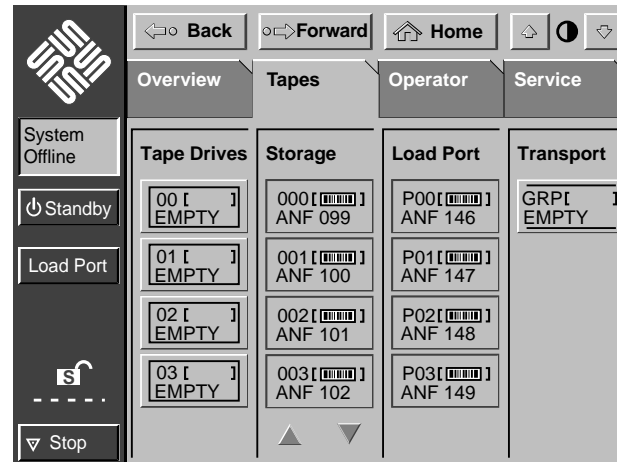 Back
Forward
Home
Overview
Tapes
Operator
Service
System
Offline
Standby
Load Port
S
Stop
Tape Drives
00 [ ]
EMPTY
01 [ ]
EMPTY
02 [ ]
EMPTY
03 [ ]
EMPTY
Storage
000 [ ]
ANF 099
001 [ ]
ANF 100
002 [ ]
ANF 101
003 [ ]
ANF 102
Load Port
P00 [ ]
ANF 146
P01 [ ]
ANF 147
P02 [ ]
ANF 148
P03 [ ]
ANF 149
Transport
GRP[ ]
EMPTY